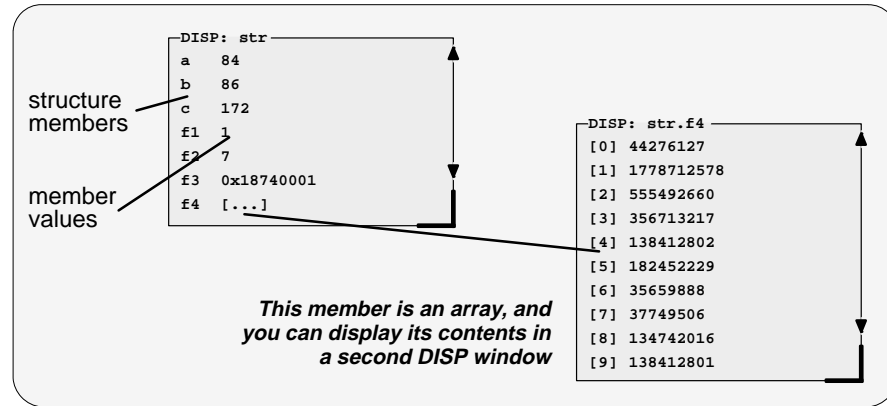 DISP: str
a 84
b 86
c 172
f1 1
f2 7
f3 0x18740001
f4 [...]
structure
members
member
values
DISP: str.f4
[0] 44276127
[1] 1778712578
[2] 555492660
[3] 356713217
[4] 138412802
[5] 182452229
[6] 35659888
[7] 37749506
[8] 134742016
[9] 138412801
This member is an array, and
you can display its contents in
a second DISP window